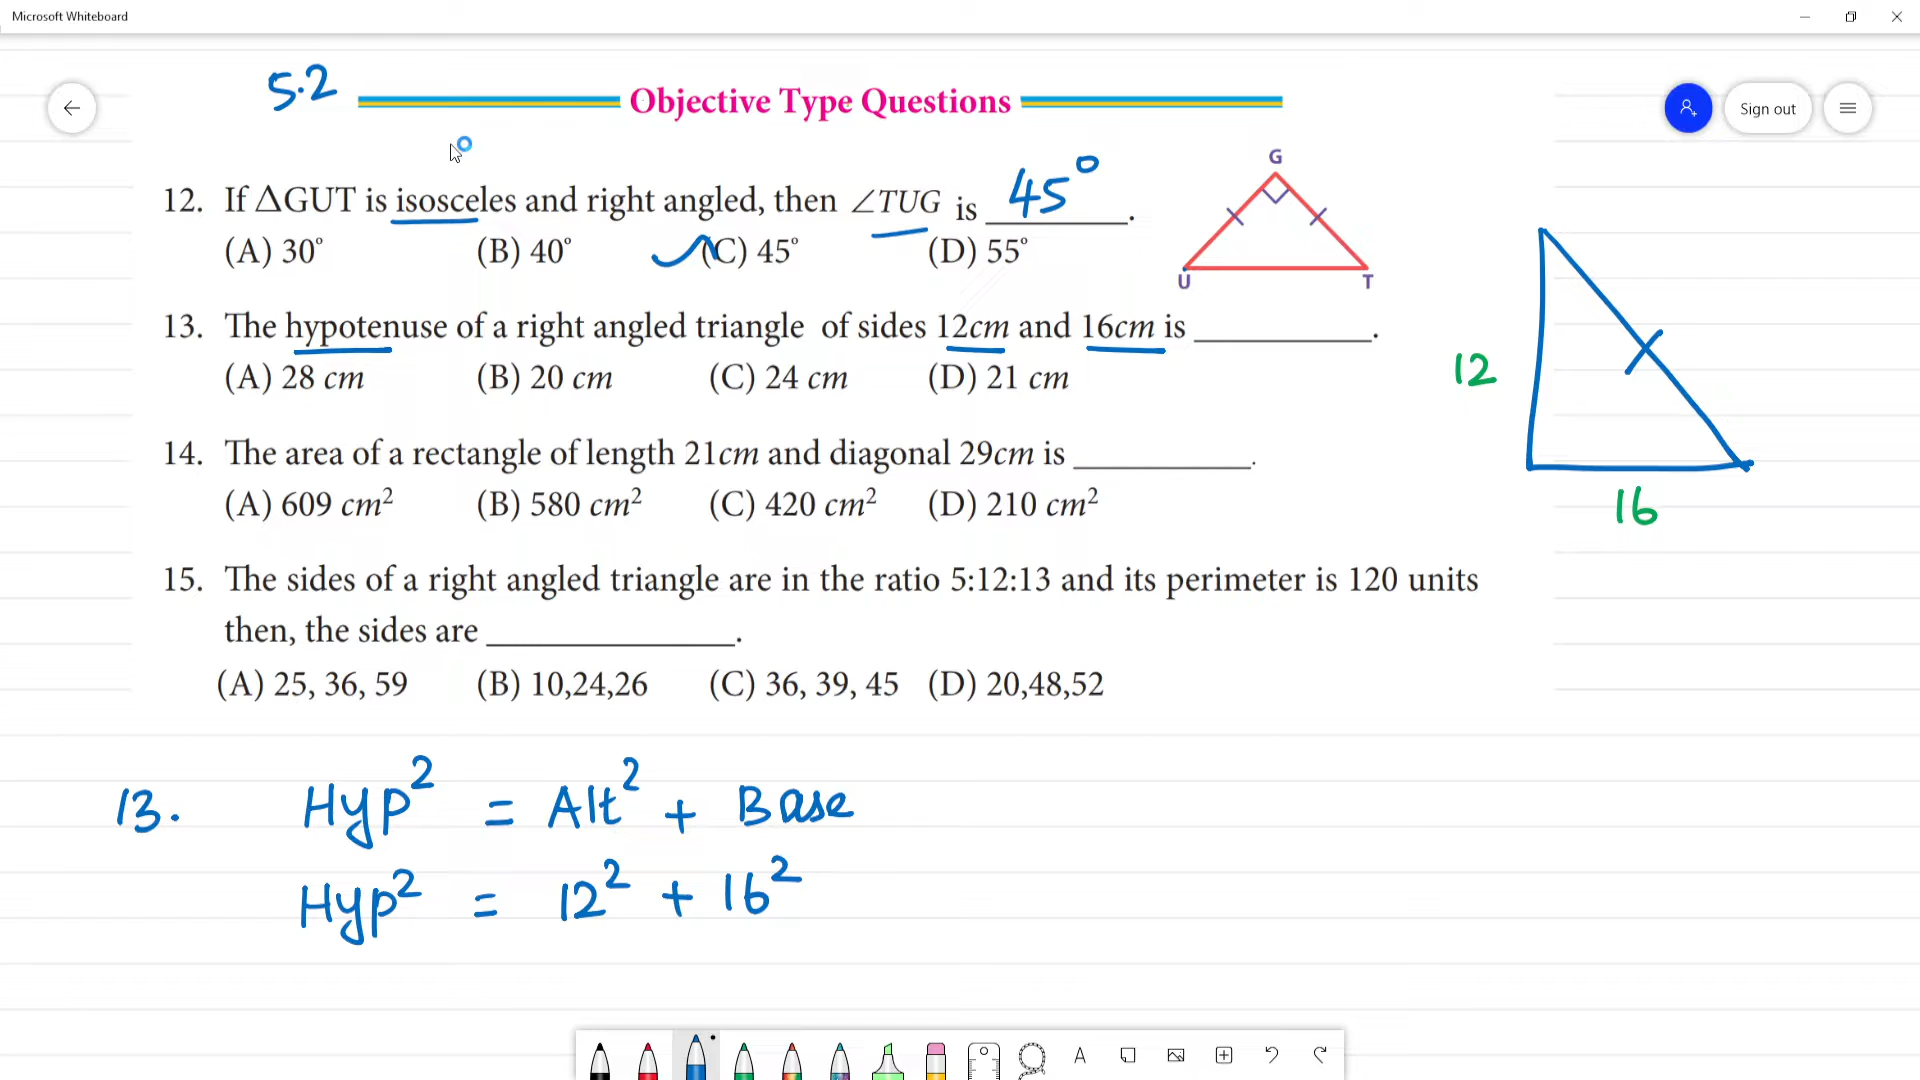 Microsoft Whiteboard
5.2
Objective Type Questions
Sign out
12. If ΔGUT is isosceles and right angled, then ∠TUG is 45° .
(A) 30° (B) 40° (C) 45° (D) 55°
G
U T
13. The hypotenuse of a right angled triangle of sides 12cm and 16cm is ____________.
(A) 28 cm (B) 20 cm (C) 24 cm (D) 21 cm
12
16
14. The area of a rectangle of length 21cm and diagonal 29cm is ____________.
(A) 609 cm² (B) 580 cm² (C) 420 cm² (D) 210 cm²
15. The sides of a right angled triangle are in the ratio 5:12:13 and its perimeter is 120 units
then, the sides are ________________.
(A) 25, 36, 59 (B) 10,24,26 (C) 36, 39, 45 (D) 20,48,52
13. Hyp² = Alt² + Base
Hyp² = 12² + 16²
A